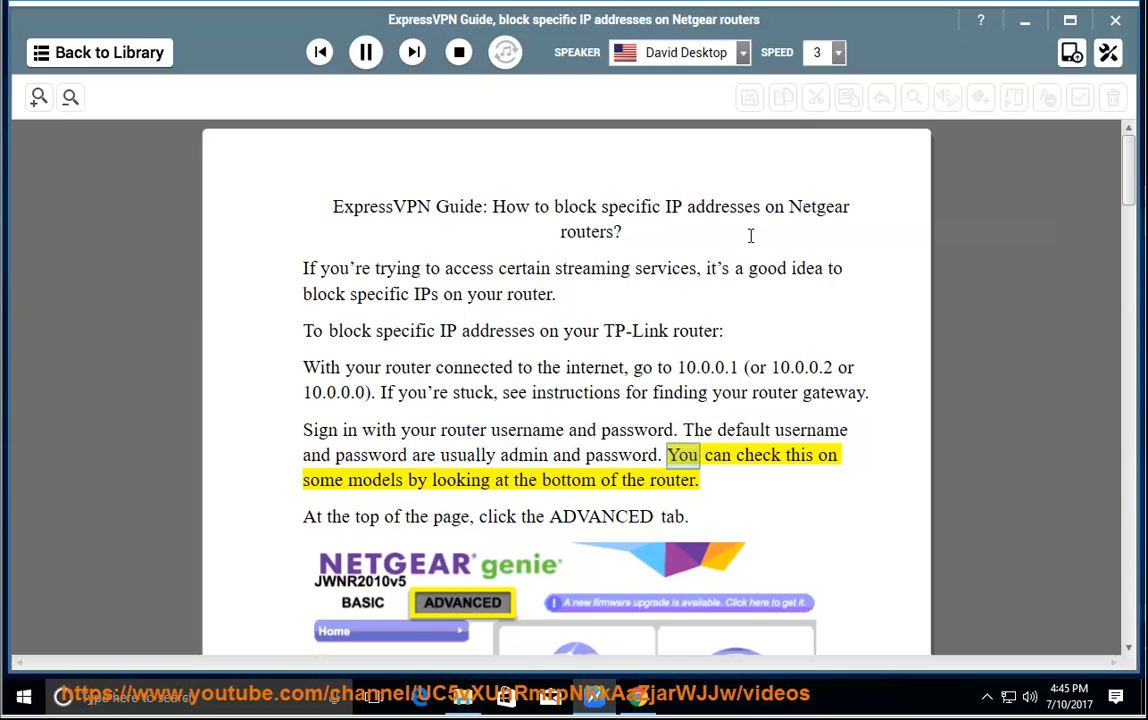 ExpressVPN Guide, block specific IP addresses on Netgear routers
?
Back to Library
SPEAKER
David Desktop
SPEED
3
ExpressVPN Guide: How to block specific IP addresses on Netgear
routers?
If you’re trying to access certain streaming services, it’s a good idea to
block specific IPs on your router.
To block specific IP addresses on your TP-Link router:
With your router connected to the internet, go to 10.0.0.1 (or 10.0.0.2 or
10.0.0.0). If you’re stuck, see instructions for finding your router gateway.
Sign in with your router username and password. The default username
and password are usually admin and password. You can check this on
some models by looking at the bottom of the router.
At the top of the page, click the ADVANCED tab.
NETGEAR® genie®
JWNR2010v5
BASIC
ADVANCED
A new firmware upgrade is available. Click here to get it.
Home
4:45 PM
7/10/2017